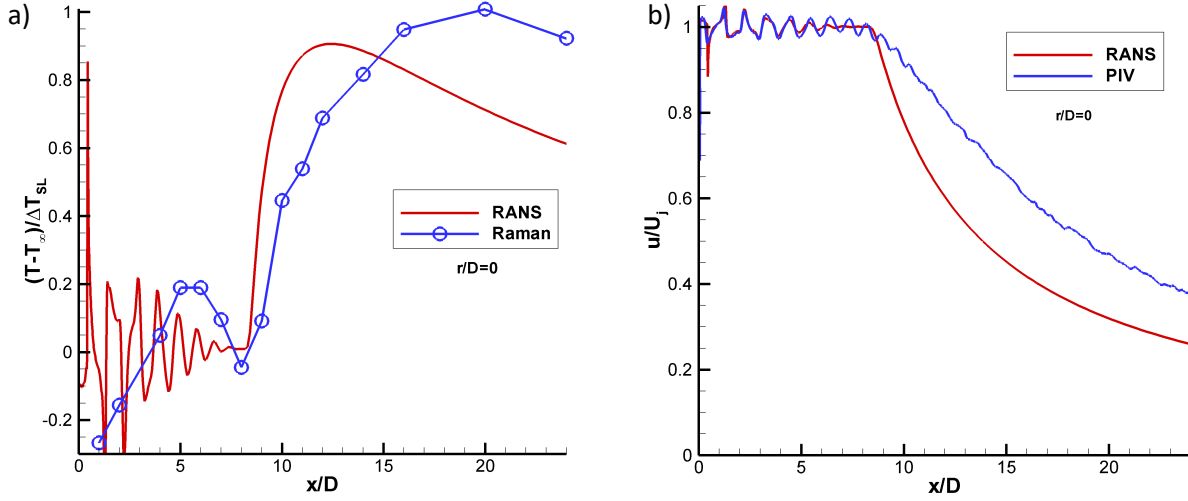 a)
(T-T∞)/ΔT_SL
1
0.8
0.6
0.4
0.2
0
-0.2
0 5 10 15 20
x/D
RANS
Raman
r/D=0
b)
u/U_j
1
0.8
0.6
0.4
0.2
0
0 5 10 15 20
x/D
RANS
PIV
r/D=0